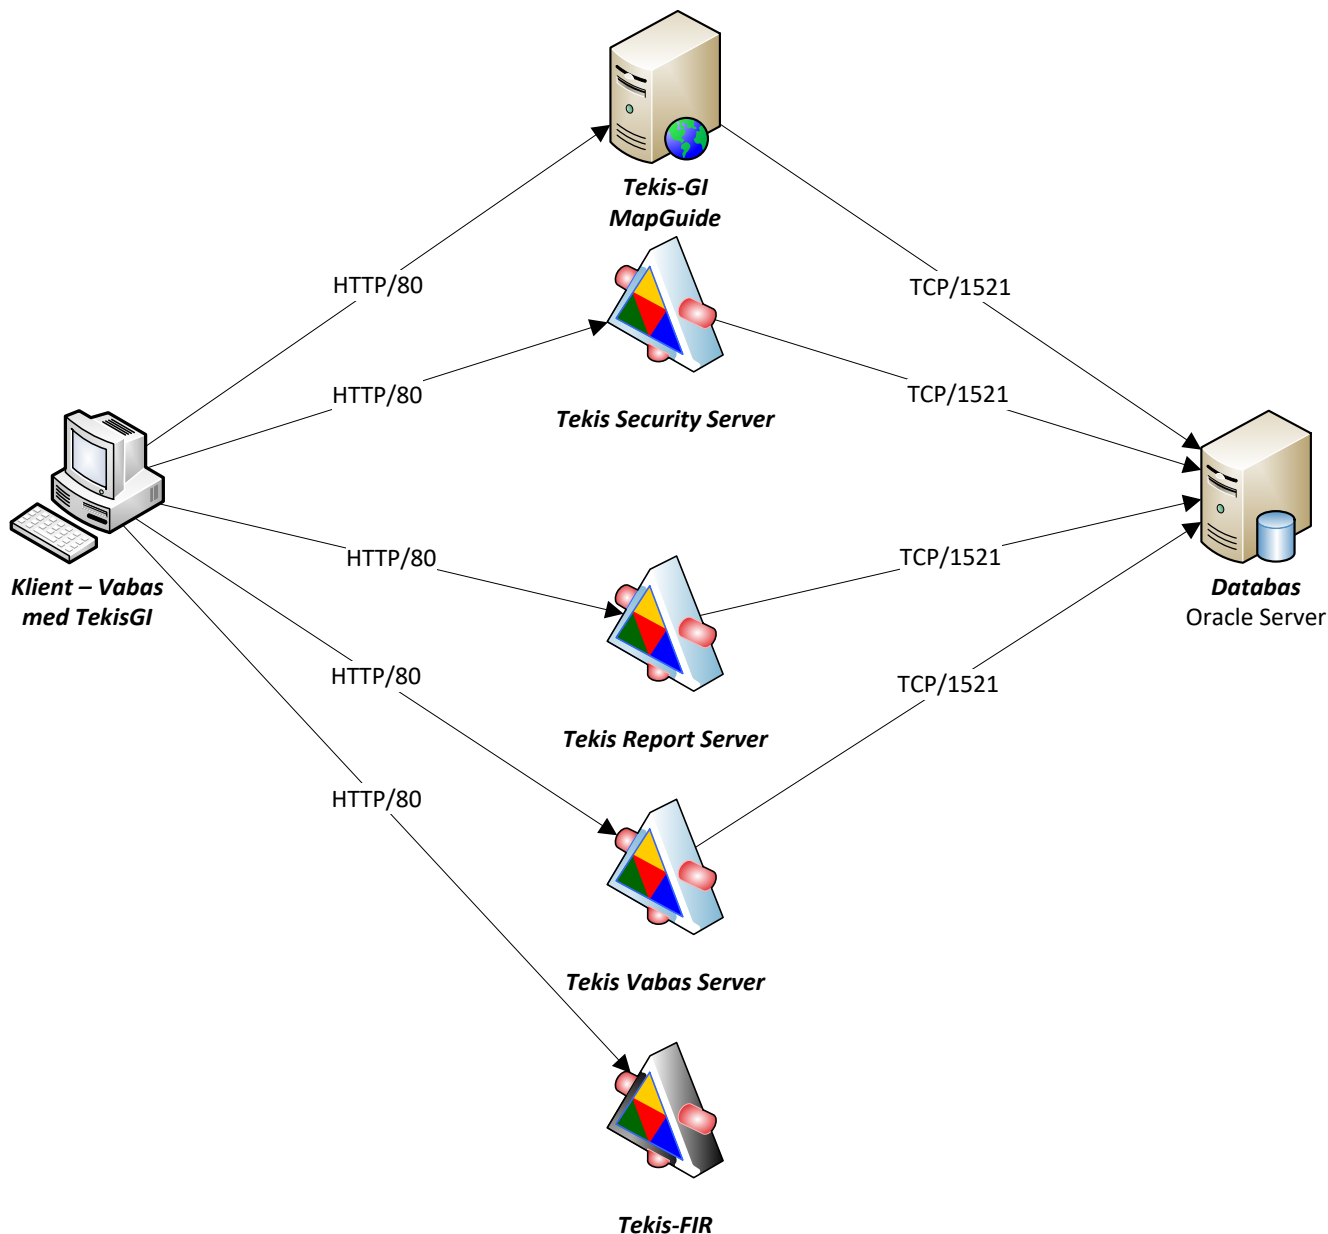 Tekis-GI
MapGuide
HTTP/80
TCP/1521
HTTP/80
TCP/1521
Tekis Security Server
HTTP/80
TCP/1521
Klient – Vabas
med TekisGI
Databas
Oracle Server
HTTP/80
TCP/1521
Tekis Report Server
HTTP/80
Tekis Vabas Server
Tekis-FIR